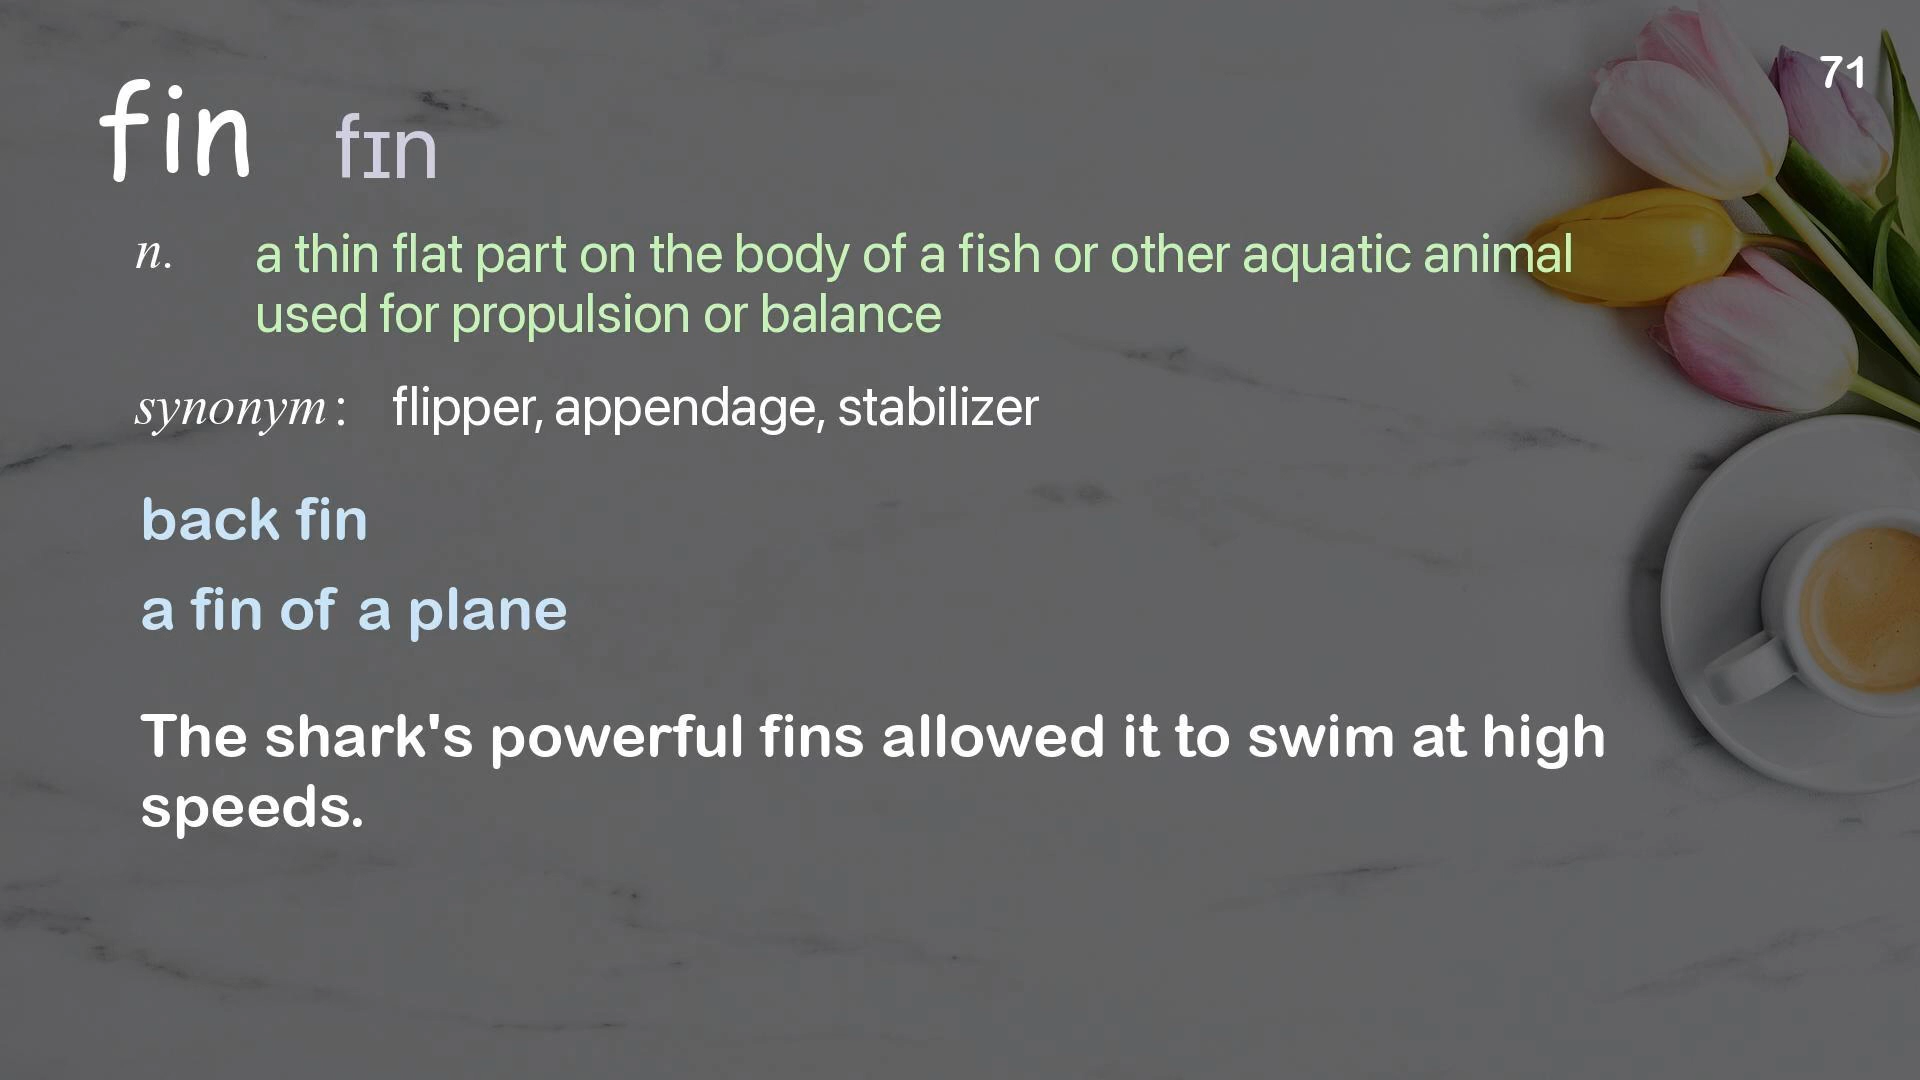 71
fin fɪn
n. a thin flat part on the body of a fish or other aquatic animal
used for propulsion or balance
synonym: flipper, appendage, stabilizer
back fin
a fin of a plane
The shark's powerful fins allowed it to swim at high
speeds.